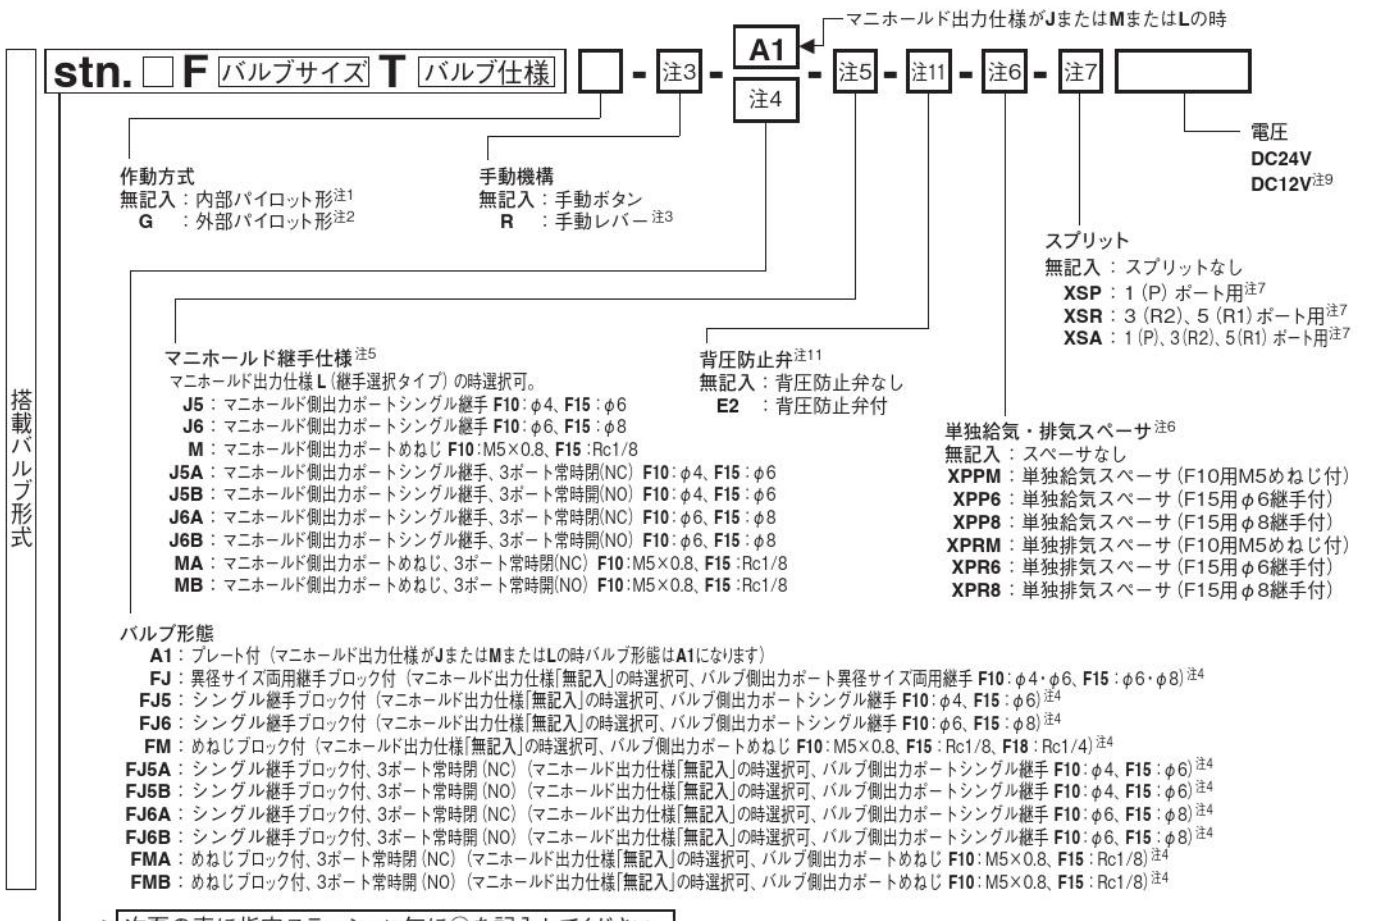 マニホールド出力仕様がJまたはMまたはLの時
stn. □ F バルブサイズ T バルブ仕様 □ - 注3 - A1 - 注5 - 注11 - 注6 - 注7
注4
電圧
DC24V
DC12V注9
作動方式
無記入：内部パイロット形注1
G ：外部パイロット形注2
手動機構
無記入：手動ボタン
R ：手動レバー注3
スプリット
無記入：スプリットなし
XSP：1（P）ポート用注7
XSR：3（R2）、5（R1）ポート用注7
XSA：1（P）、3（R2）、5（R1）ポート用注7
マニホールド継手仕様注5
マニホールド出力仕様L（継手選択タイプ）の時選択可。
J5：マニホールド側出力ポートシングル継手 F10：φ4、F15：φ6
J6：マニホールド側出力ポートシングル継手 F10：φ6、F15：φ8
M：マニホールド側出力ポートめねじ F10：M5×0.8、F15：Rc1/8
J5A：マニホールド側出力ポートシングル継手、3ポート常時閉(NC) F10：φ4、F15：φ6
J5B：マニホールド側出力ポートシングル継手、3ポート常時開(NO) F10：φ4、F15：φ6
J6A：マニホールド側出力ポートシングル継手、3ポート常時閉(NC) F10：φ6、F15：φ8
J6B：マニホールド側出力ポートシングル継手、3ポート常時開(NO) F10：φ6、F15：φ8
MA：マニホールド側出力ポートめねじ、3ポート常時閉(NC) F10：M5×0.8、F15：Rc1/8
MB：マニホールド側出力ポートめねじ、3ポート常時開(NO) F10：M5×0.8、F15：Rc1/8
背圧防止弁注11
無記入：背圧防止弁なし
E2 ：背圧防止弁付
単独給気・排気スペーサ注6
無記入：スペーサなし
XPPM：単独給気スペーサ（F10用M5めねじ付）
XPP6：単独給気スペーサ（F15用φ6継手付）
XPP8：単独給気スペーサ（F15用φ8継手付）
XPRM：単独排気スペーサ（F10用M5めねじ付）
XPR6：単独排気スペーサ（F15用φ6継手付）
XPR8：単独排気スペーサ（F15用φ8継手付）
搭載バルブ形式
バルブ形態
A1：プレート付（マニホールド出力仕様がJまたはMまたはLの時バルブ形態はA1になります）
FJ：異径サイズ両用継手ブロック付（マニホールド出力仕様「無記入」の時選択可、バルブ側出力ポート異径サイズ両用継手 F10：φ4・φ6、F15：φ6・φ8）注4
FJ5：シングル継手ブロック付（マニホールド出力仕様「無記入」の時選択可、バルブ側出力ポートシングル継手 F10：φ4、F15：φ6）注4
FJ6：シングル継手ブロック付（マニホールド出力仕様「無記入」の時選択可、バルブ側出力ポートシングル継手 F10：φ6、F15：φ8）注4
FM：めねじブロック付（マニホールド出力仕様「無記入」の時選択可、バルブ側出力ポートめねじ F10：M5×0.8、F15：Rc1/8、F18：Rc1/4）注4
FJ5A：シングル継手ブロック付、3ポート常時閉（NC）（マニホールド出力仕様「無記入」の時選択可、バルブ側出力ポートシングル継手 F10：φ4、F15：φ6）注4
FJ5B：シングル継手ブロック付、3ポート常時開（NO）（マニホールド出力仕様「無記入」の時選択可、バルブ側出力ポートシングル継手 F10：φ4、F15：φ6）注4
FJ6A：シングル継手ブロック付、3ポート常時閉（NC）（マニホールド出力仕様「無記入」の時選択可、バルブ側出力ポートシングル継手 F10：φ6、F15：φ8）注4
FJ6B：シングル継手ブロック付、3ポート常時開（NO）（マニホールド出力仕様「無記入」の時選択可、バルブ側出力ポートシングル継手 F10：φ6、F15：φ8）注4
FMA：めねじブロック付、3ポート常時閉（NC）（マニホールド出力仕様「無記入」の時選択可、バルブ側出力ポートめねじ F10：M5×0.8、F15：Rc1/8）注4
FMB：めねじブロック付、3ポート常時開（NO）（マニホールド出力仕様「無記入」の時選択可、バルブ側出力ポートめねじ F10：M5×0.8、F15：Rc1/8）注4